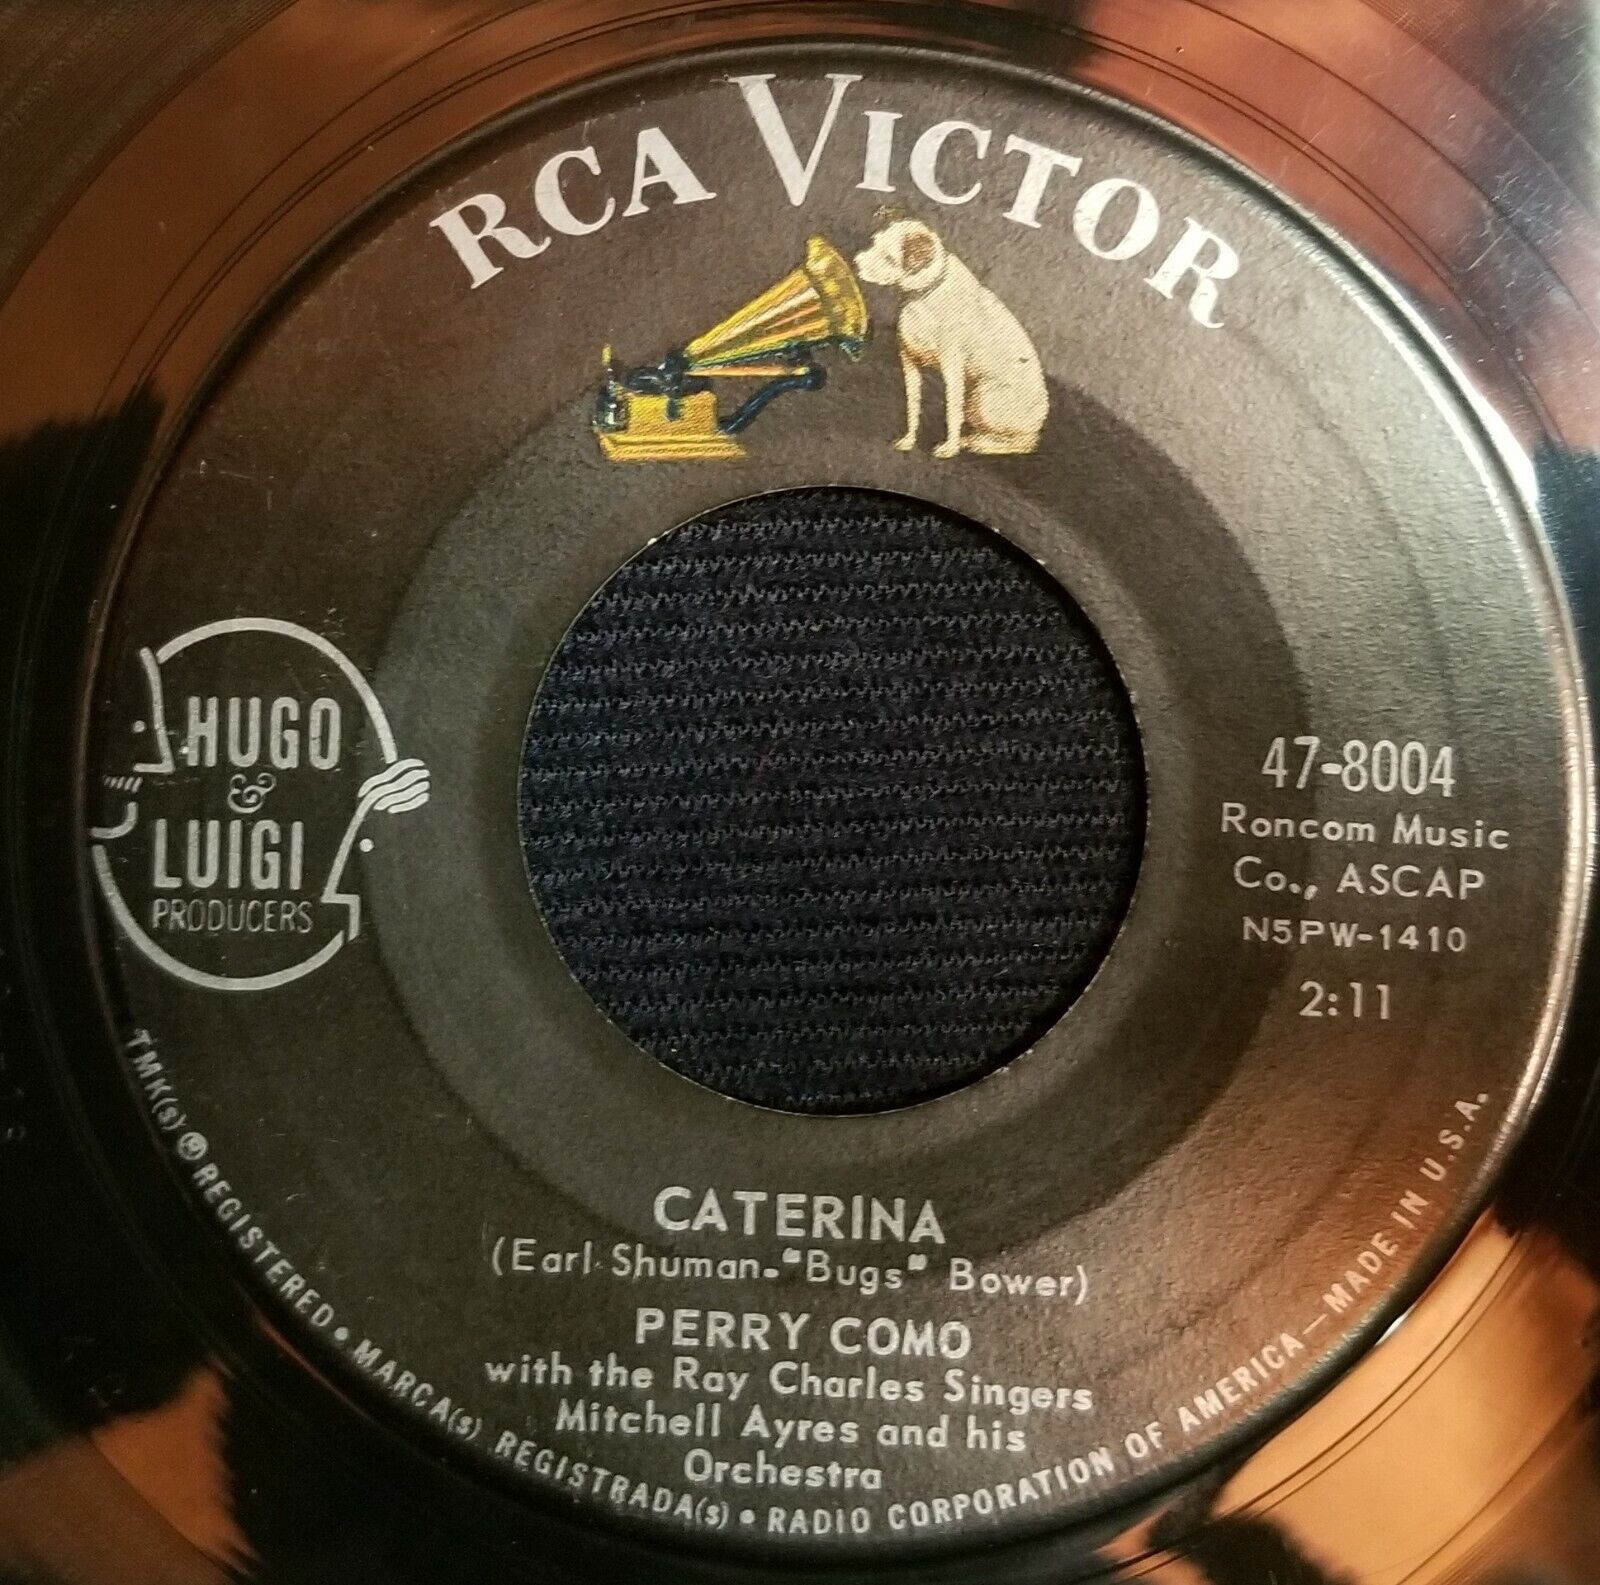 RCA VICTOR
HUGO
&
LUIGI
PRODUCERS
47-8004
Roncom Music
Co., ASCAP
N5PW-1410
2:11
CATERINA
(Earl Shuman-"Bugs" Bower)
PERRY COMO
with the Ray Charles Singers
Mitchell Ayres and his
Orchestra
TMK(s) ® REGISTERED • MARCA(s) REGISTRADA(s) • RADIO CORPORATION OF AMERICA — MADE IN U.S.A.